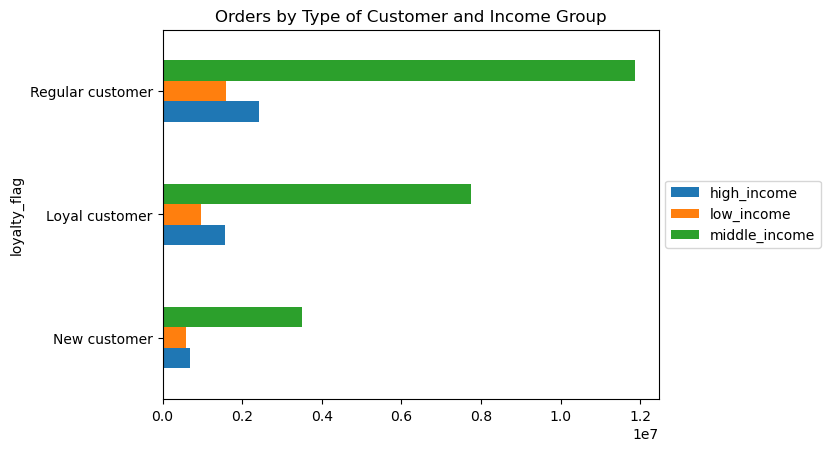 Orders by Type of Customer and Income Group
Regular customer
Loyal customer
New customer
loyalty_flag
0.0 0.2 0.4 0.6 0.8 1.0 1.2
1e7
high_income
low_income
middle_income